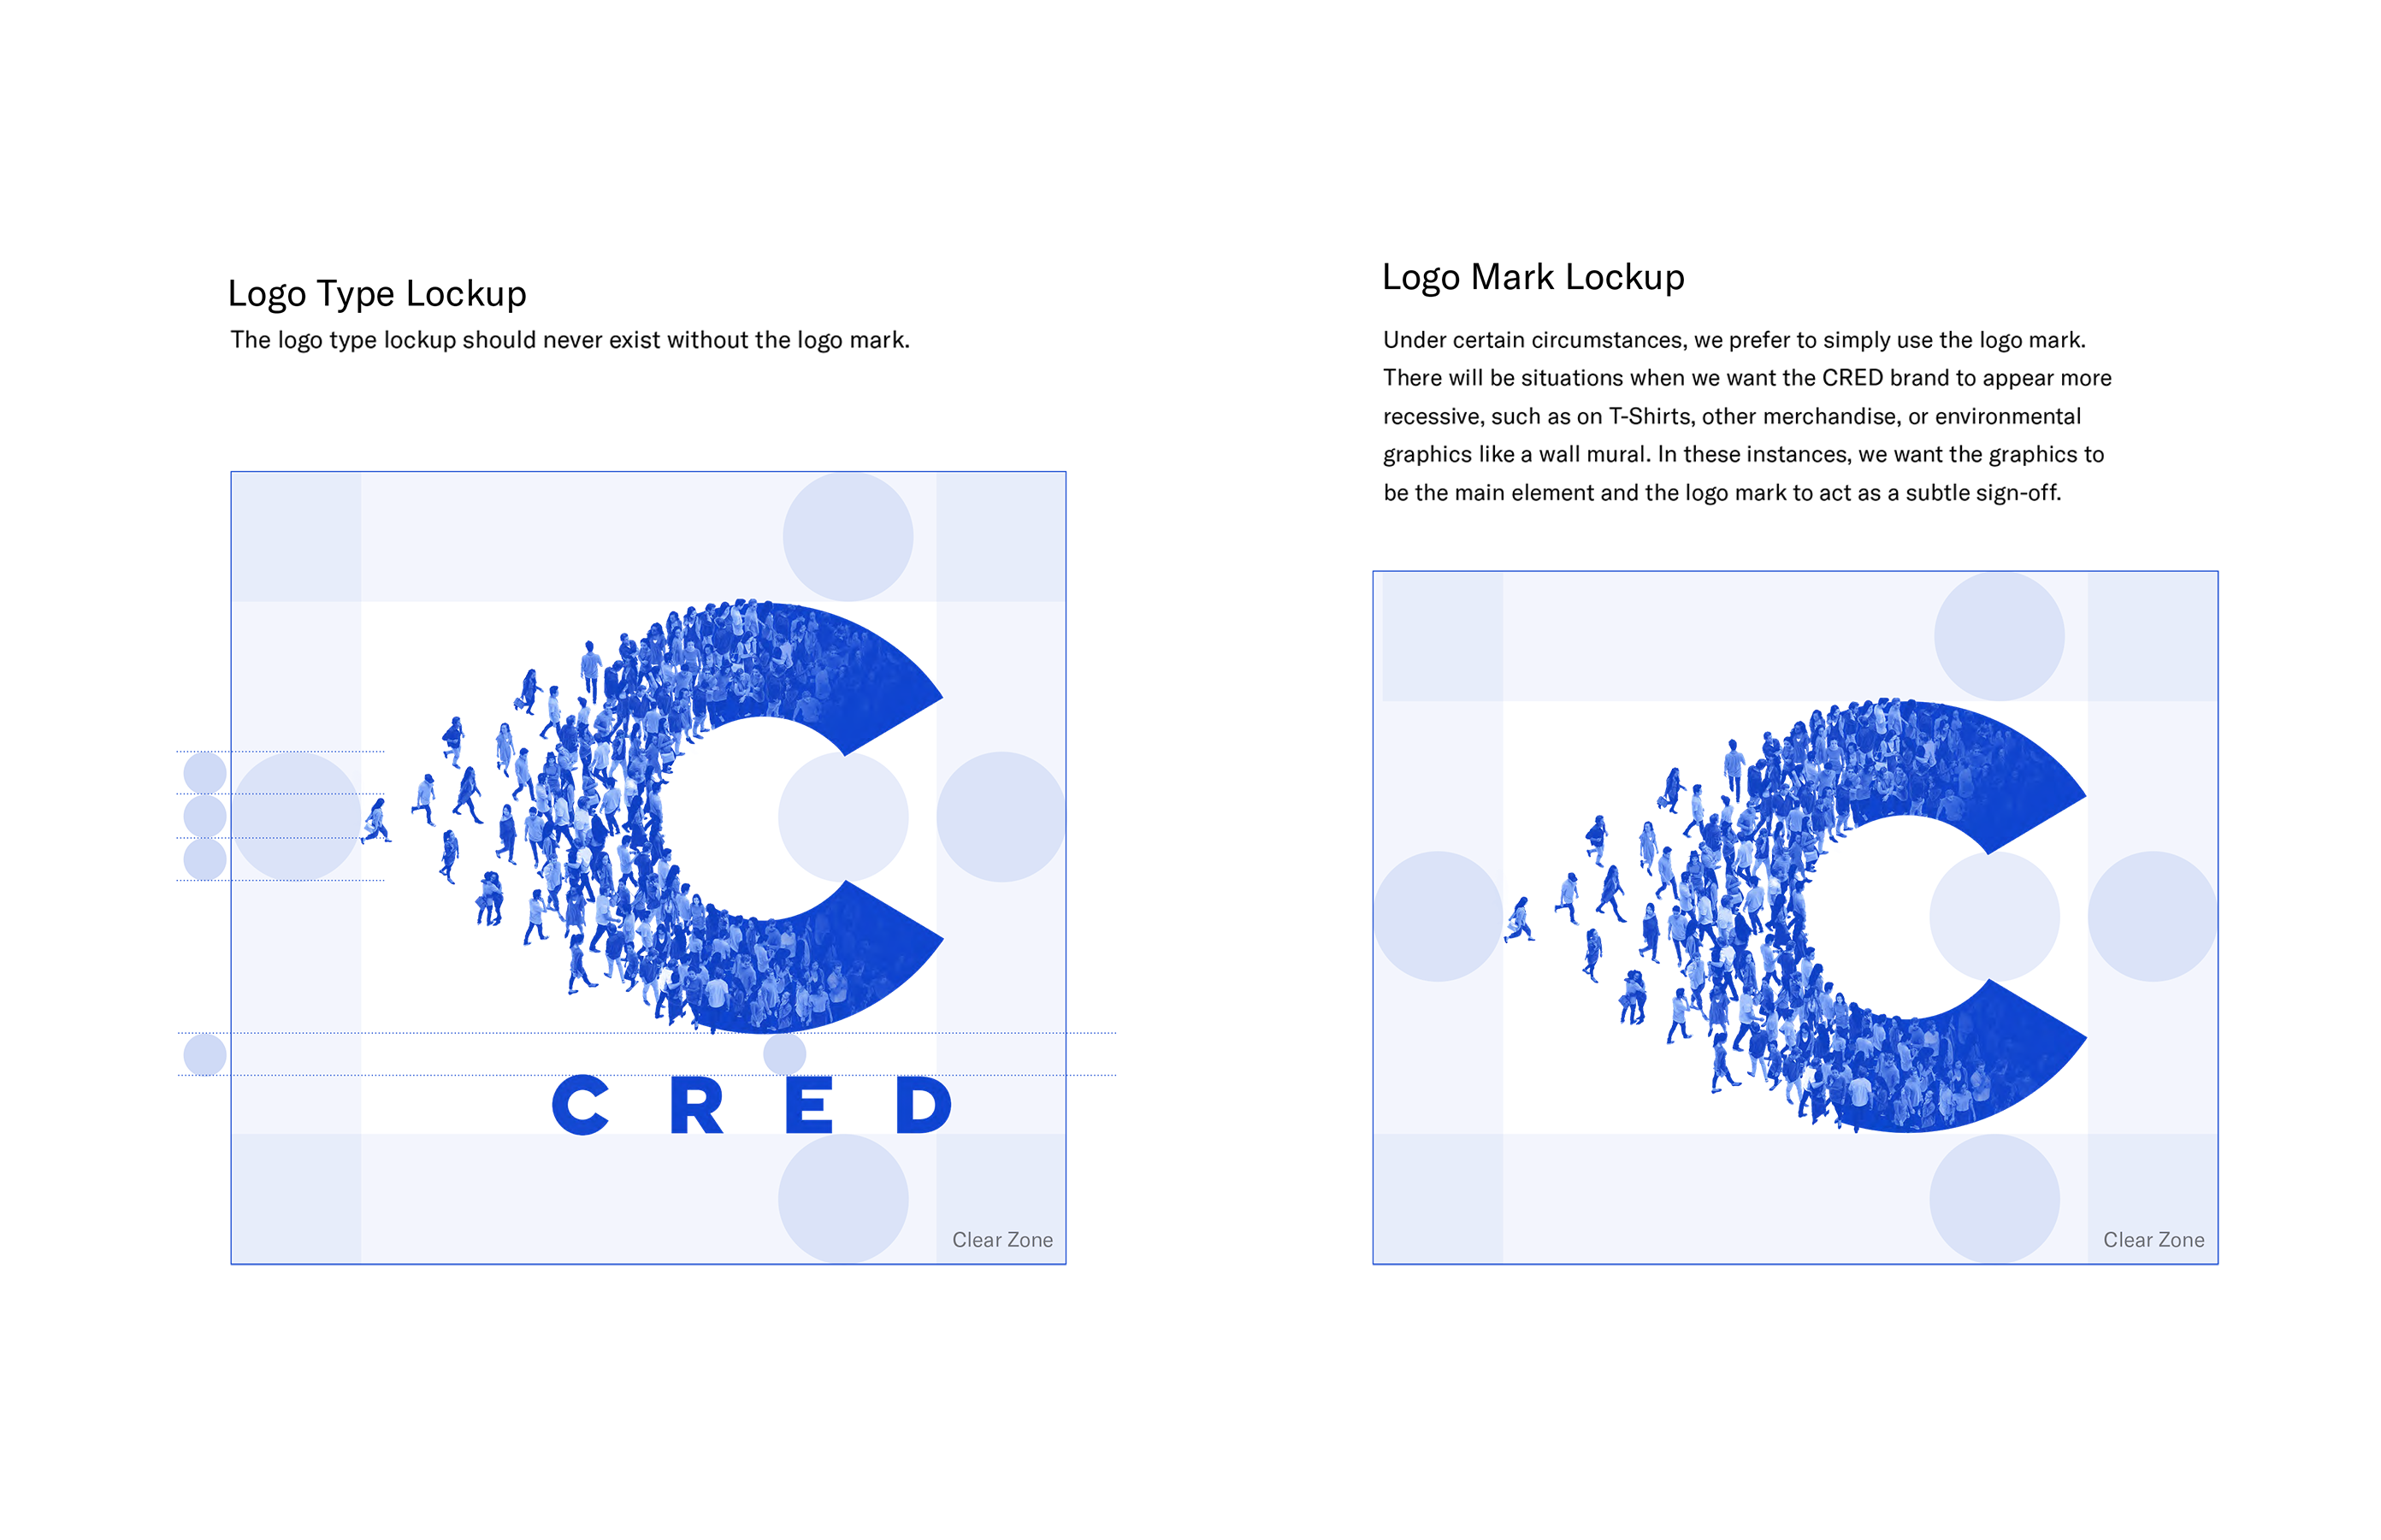 Logo Type Lockup
The logo type lockup should never exist without the logo mark.
CRED
Clear Zone
Logo Mark Lockup
Under certain circumstances, we prefer to simply use the logo mark.
There will be situations when we want the CRED brand to appear more
recessive, such as on T-Shirts, other merchandise, or environmental
graphics like a wall mural. In these instances, we want the graphics to
be the main element and the logo mark to act as a subtle sign-off.
Clear Zone